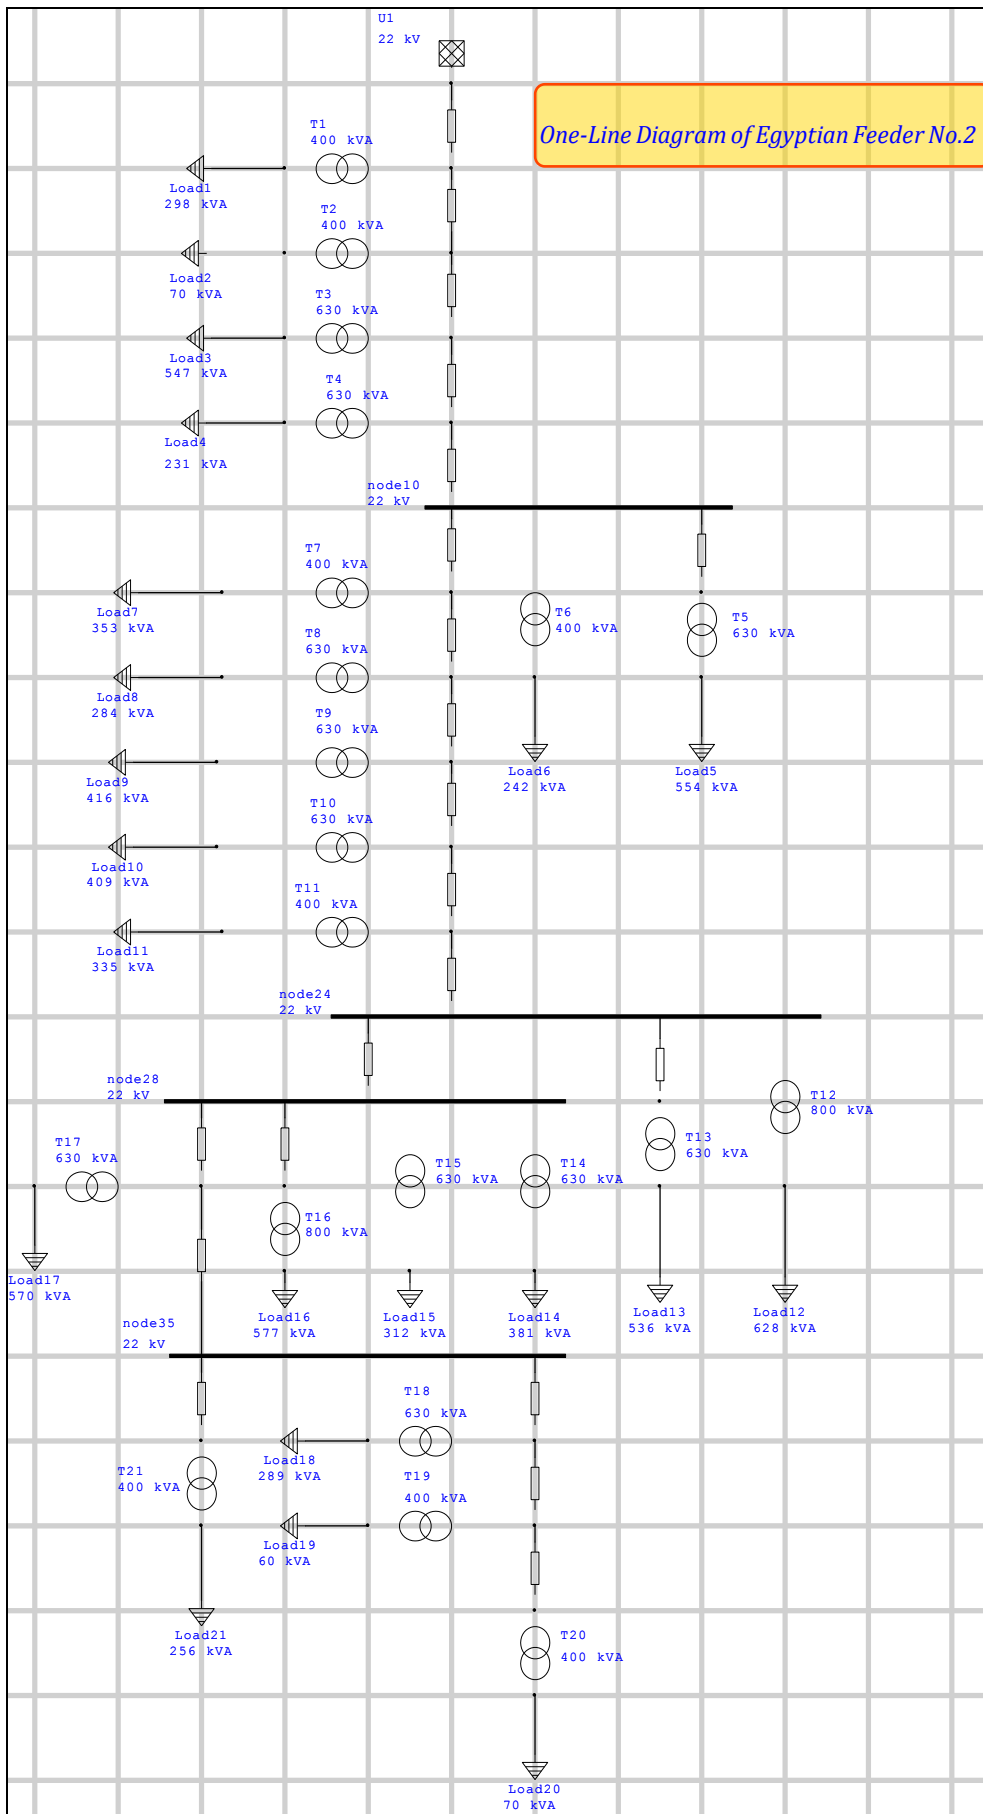 U1
22 kV
One-Line Diagram of Egyptian Feeder No.2
T1
400 kVA
Load1
298 kVA
T2
400 kVA
Load2
70 kVA
T3
630 kVA
Load3
547 kVA
T4
630 kVA
Load4
231 kVA
node10
22 kV
T7
400 kVA
Load7
353 kVA
T6
400 kVA
T5
630 kVA
T8
630 kVA
Load8
284 kVA
T9
630 kVA
Load6
242 kVA
Load5
554 kVA
Load9
416 kVA
T10
630 kVA
Load10
409 kVA
T11
400 kVA
Load11
335 kVA
node24
22 kV
node28
22 kV
T12
800 kVA
T17
630 kVA
T15
630 kVA
T14
630 kVA
T13
630 kVA
T16
800 kVA
Load17
570 kVA
Load16
577 kVA
Load15
312 kVA
Load14
381 kVA
Load13
536 kVA
Load12
628 kVA
node35
22 kV
T18
630 kVA
Load18
289 kVA
T21
400 kVA
T19
400 kVA
Load19
60 kVA
Load21
256 kVA
T20
400 kVA
Load20
70 kVA